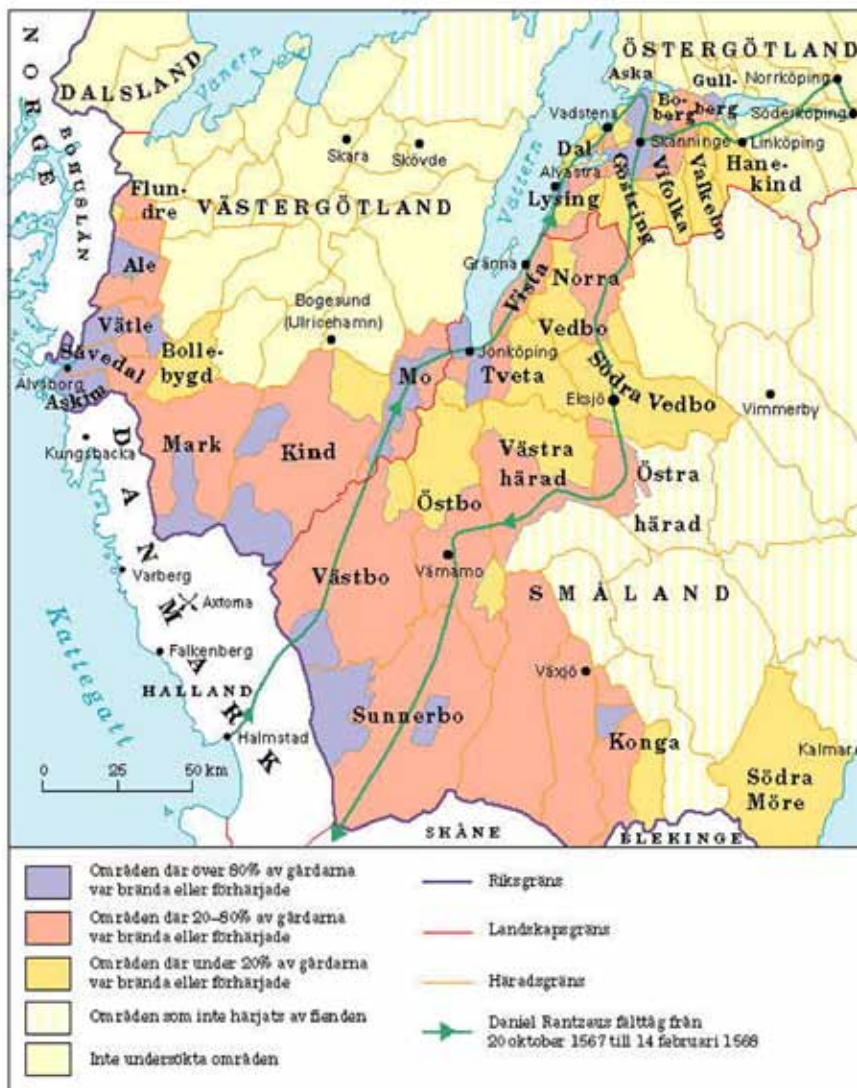 NORGE
DALSLAND
Vänern
BOHUSLÄN
ÖSTERGÖTLAND
Aska
Gull-
berg
Bo-
berg
Norrköping
Söderköping
Vadstena
Skänninge
Linköping
Dal
Alvastra
Lysing
Göstring
Vifolka
Valkebo
Hane-
kind
Skara
Skövde
VÄSTERGÖTLAND
Vättern
Flun-
dre
Ale
Gränna
Vista
Norra
Vedbo
Bogesund
(Ulricehamn)
Vätle
Sävedal
Bolle-
bygd
Älvsborg
Askim
Mo
Jönköping
Tveta
Södra
Vedbo
Eksjö
Vimmerby
Kungsbacka
DANMARK
Mark
Kind
Västra
härad
Östra
härad
Östbo
Västbo
Värnamo
SMÅLAND
Varberg
Axtorna
Kattegatt
Falkenberg
HALLAND
Halmstad
Växjö
Sunnerbo
Konga
Kalmar
Södra
Möre
0 25 50 km
SKÅNE
BLEKINGE
Områden där över 80% av gårdarna
var brända eller förhärjade
Områden där 20–80% av gårdarna
var brända eller förhärjade
Områden där under 20% av gårdarna
var brända eller förhärjade
Områden som inte härjats av fienden
Inte undersökta områden
Riksgräns
Landskapsgräns
Häradsgräns
Daniel Rantzaus fälttåg från
20 oktober 1567 till 14 februari 1568